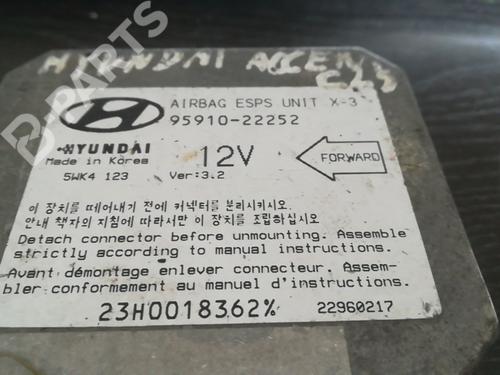 B-PARTS
HYUNDAI ACCENT
AIRBAG ESPS UNIT X-3
95910-22252
HYUNDAI
Made in Korea
12V
FORWARD
5WK4 123
Ver:3.2
이 장치를 떼어내기 전에 커넥터를 분리시키시오.
안내 책자의 지침에 따라서만 이 장치를 조립하십시오.
Detach connector before unmounting. Assemble
strictly according to manual instructions.
Avant démontage enlever connecteur. Assem-
bler conformement au manuel d'instructions.
23H0018362%
22960217